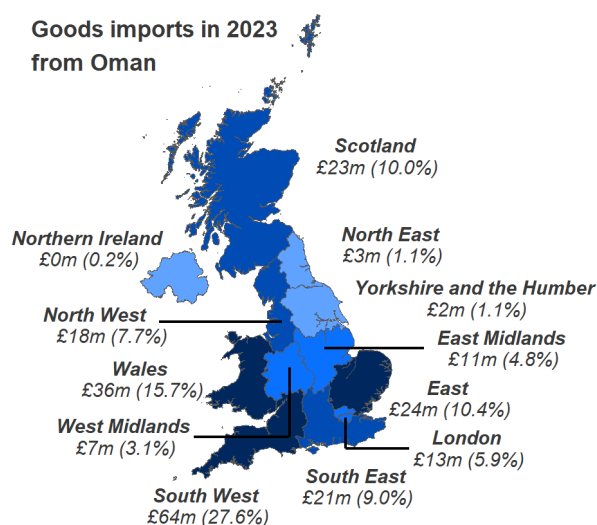 Goods imports in 2023
from Oman
Scotland
£23m (10.0%)
Northern Ireland
£0m (0.2%)
North East
£3m (1.1%)
Yorkshire and the Humber
£2m (1.1%)
North West
£18m (7.7%)
East Midlands
£11m (4.8%)
Wales
£36m (15.7%)
East
£24m (10.4%)
West Midlands
£7m (3.1%)
London
£13m (5.9%)
South East
£21m (9.0%)
South West
£64m (27.6%)